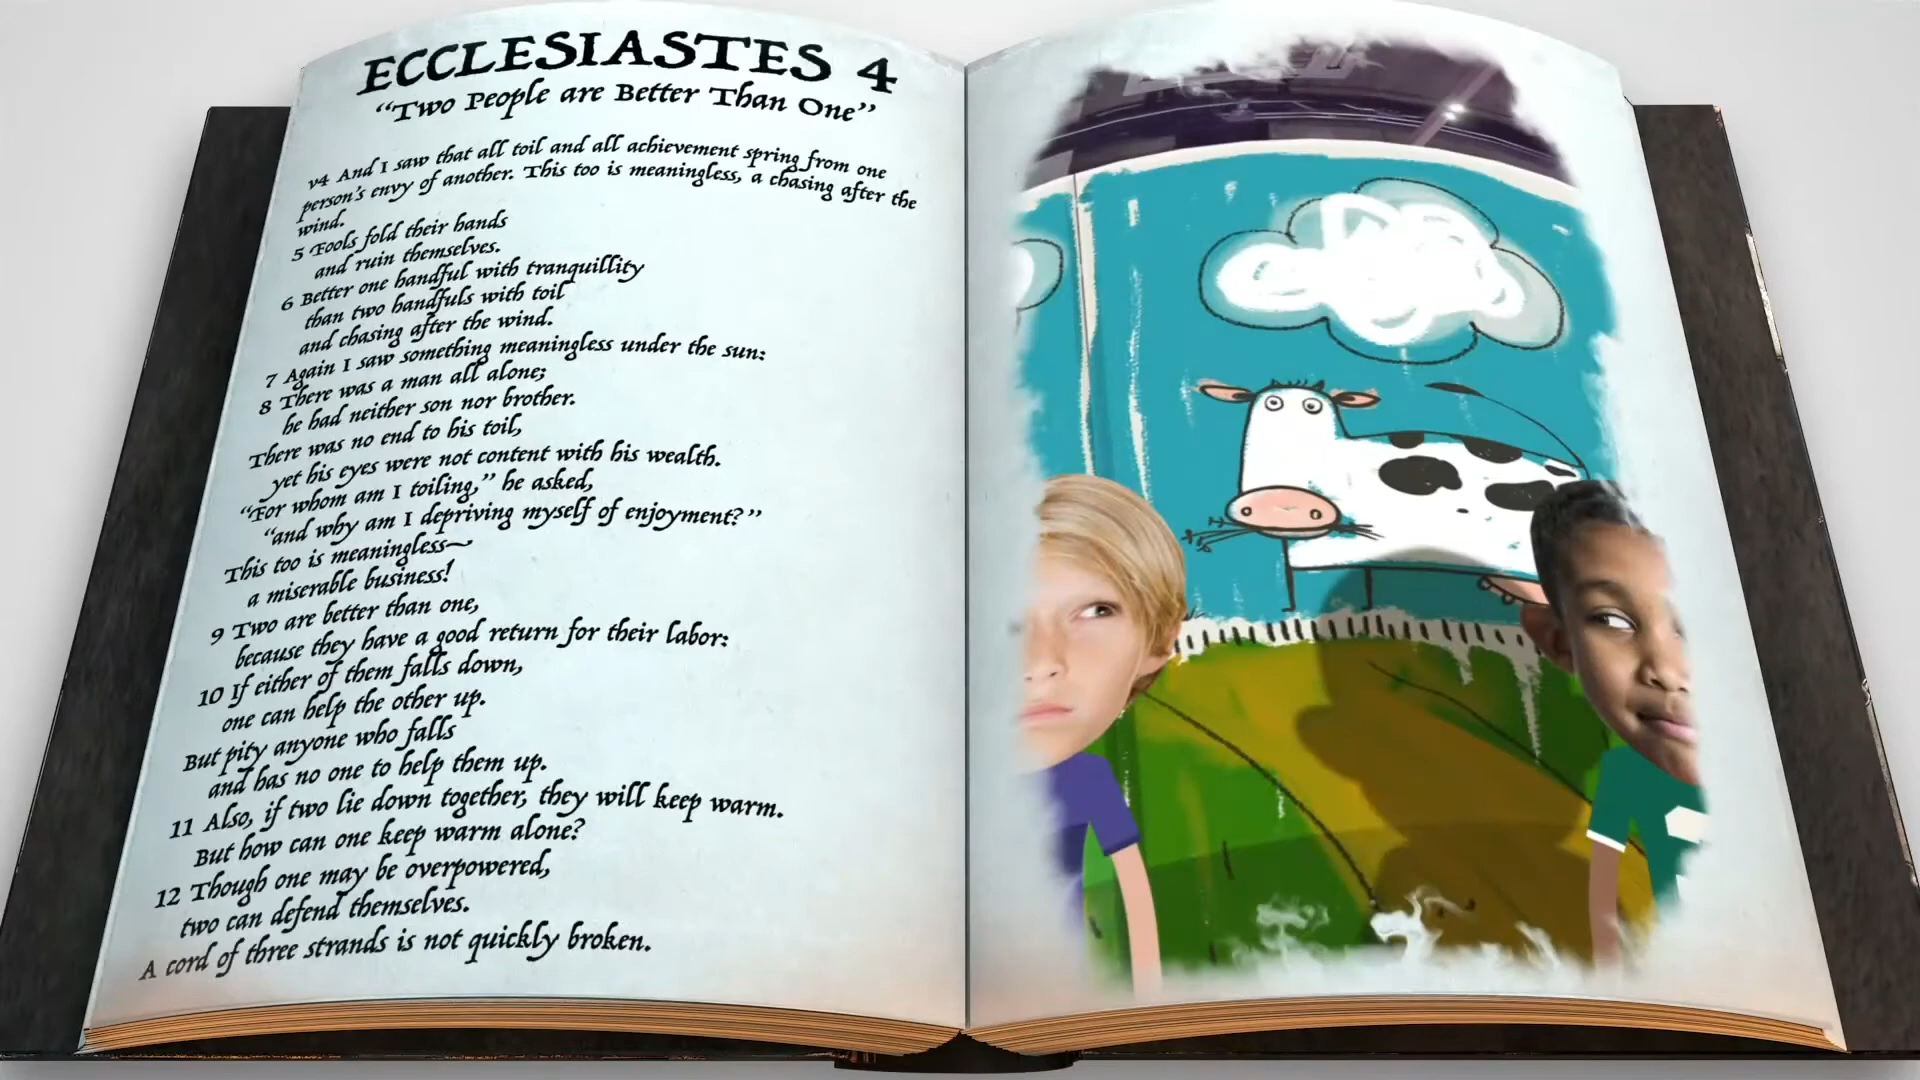 ECCLESIASTES 4
“Two People are Better Than One”
v4 And I saw that all toil and all achievement spring from one
person's envy of another. This too is meaningless, a chasing after the
wind.
5 Fools fold their hands
and ruin themselves.
6 Better one handful with tranquillity
than two handfuls with toil
and chasing after the wind.
7 Again I saw something meaningless under the sun:
8 There was a man all alone;
he had neither son nor brother.
There was no end to his toil,
yet his eyes were not content with his wealth.
“For whom am I toiling,” he asked,
“and why am I depriving myself of enjoyment?”
This too is meaningless—
a miserable business!
9 Two are better than one,
because they have a good return for their labor:
10 If either of them falls down,
one can help the other up.
But pity anyone who falls
and has no one to help them up.
11 Also, if two lie down together, they will keep warm.
But how can one keep warm alone?
12 Though one may be overpowered,
two can defend themselves.
A cord of three strands is not quickly broken.